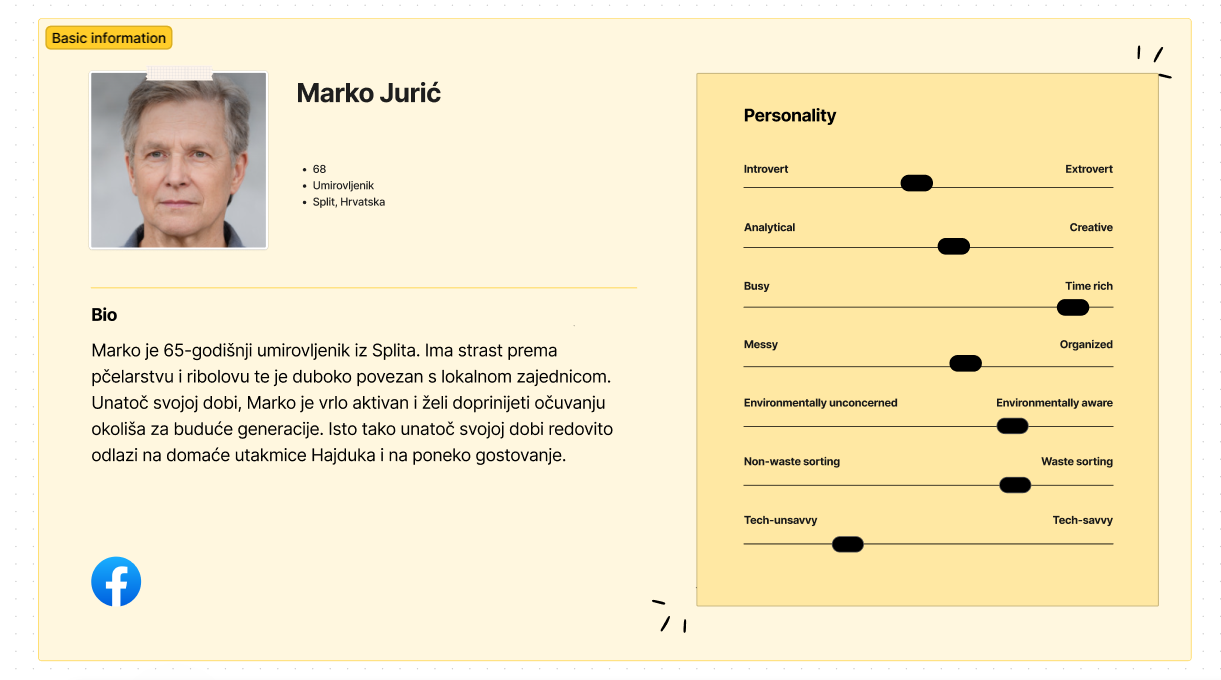 Basic information
Marko Jurić
68
Umirovljenik
Split, Hrvatska
Bio
Marko je 65-godišnji umirovljenik iz Splita. Ima strast prema
pčelarstvu i ribolovu te je duboko povezan s lokalnom zajednicom.
Unatoč svojoj dobi, Marko je vrlo aktivan i želi doprinijeti očuvanju
okoliša za buduće generacije. Isto tako unatoč svojoj dobi redovito
odlazi na domaće utakmice Hajduka i na poneko gostovanje.
Personality
Introvert Extrovert
Analytical Creative
Busy Time rich
Messy Organized
Environmentally unconcerned Environmentally aware
Non-waste sorting Waste sorting
Tech-unsavvy Tech-savvy